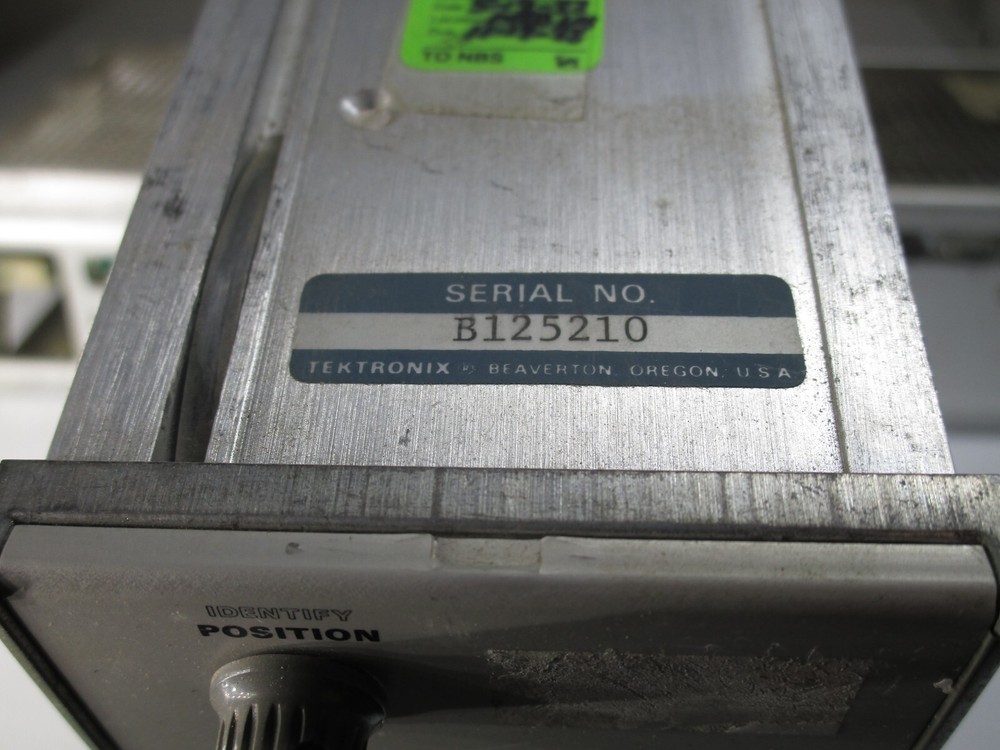 TO NBS
SERIAL NO.
B125210
TEKTRONIX ® BEAVERTON, OREGON, U.S.A.
IDENTIFY
POSITION